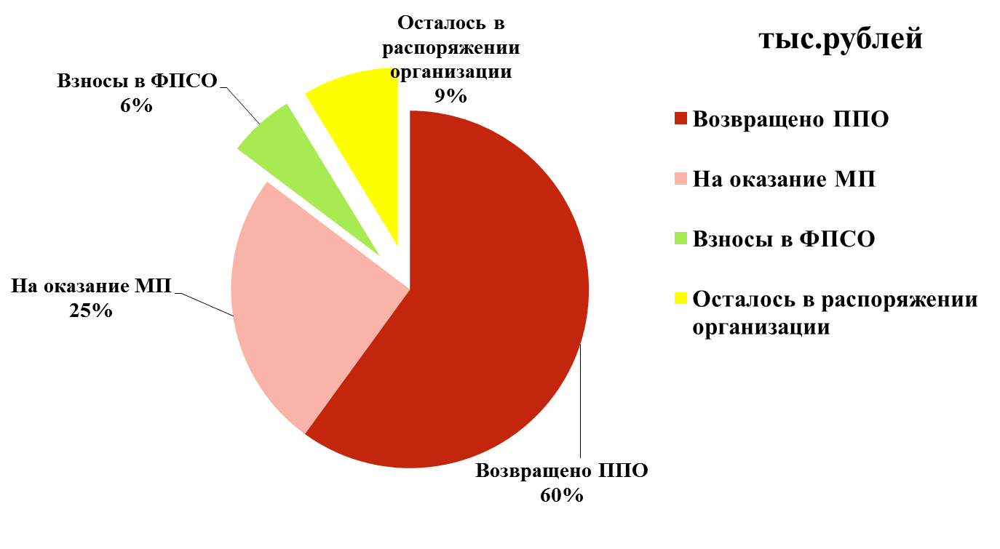 Осталось в
распоряжении
организации
9%
тыс.рублей
Взносы в ФПСО
6%
На оказание МП
25%
Возвращено ППО
60%
Возвращено ППО
На оказание МП
Взносы в ФПСО
Осталось в распоряжении
организации